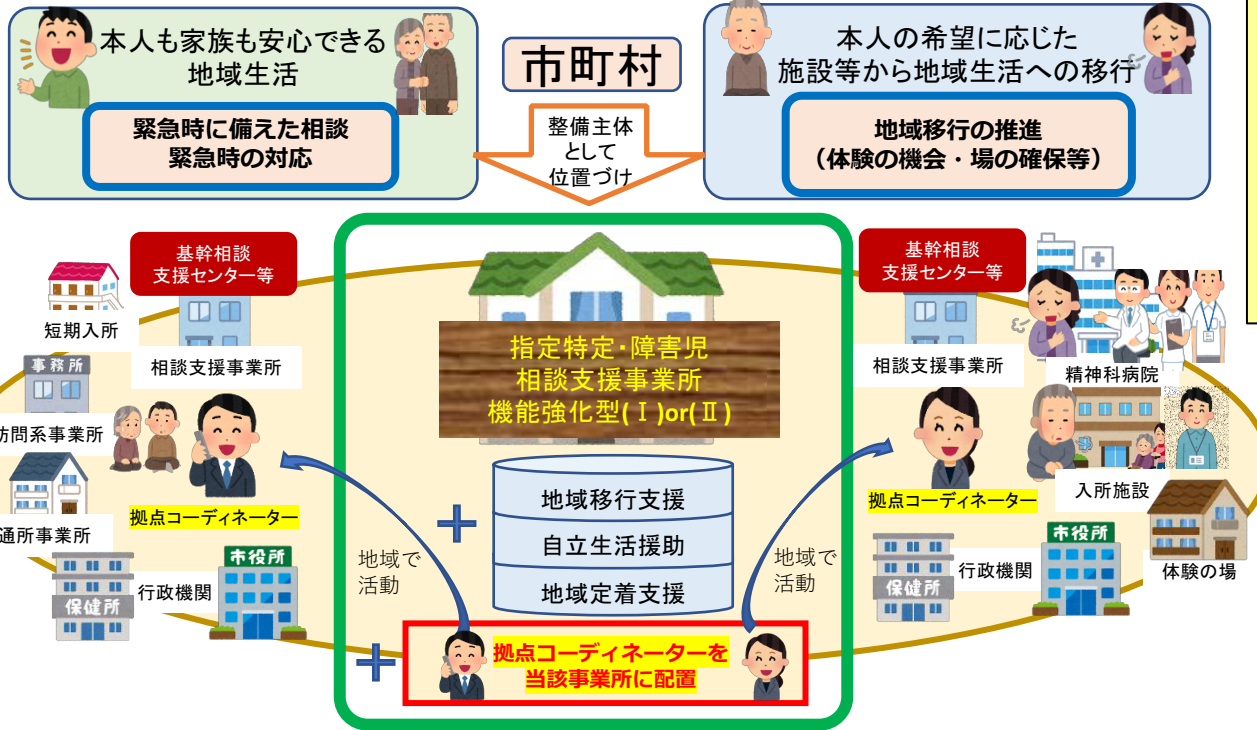 本人も家族も安心できる
地域生活
緊急時に備えた相談
緊急時の対応
市町村
整備主体
として
位置づけ
本人の希望に応じた
施設等から地域生活への移行
地域移行の推進
（体験の機会・場の確保等）
基幹相談
支援センター等
短期入所
相談支援事業所
事務所
訪問系事業所
通所事業所
拠点コーディネーター
保健所
行政機関
市役所
指定特定・障害児
相談支援事業所
機能強化型(Ⅰ)or(Ⅱ)
地域移行支援
自立生活援助
地域定着支援
地域で
活動
地域で
活動
拠点コーディネーターを
当該事業所に配置
基幹相談
支援センター等
相談支援事業所
精神科病院
拠点コーディネーター
入所施設
保健所
行政機関
市役所
体験の場